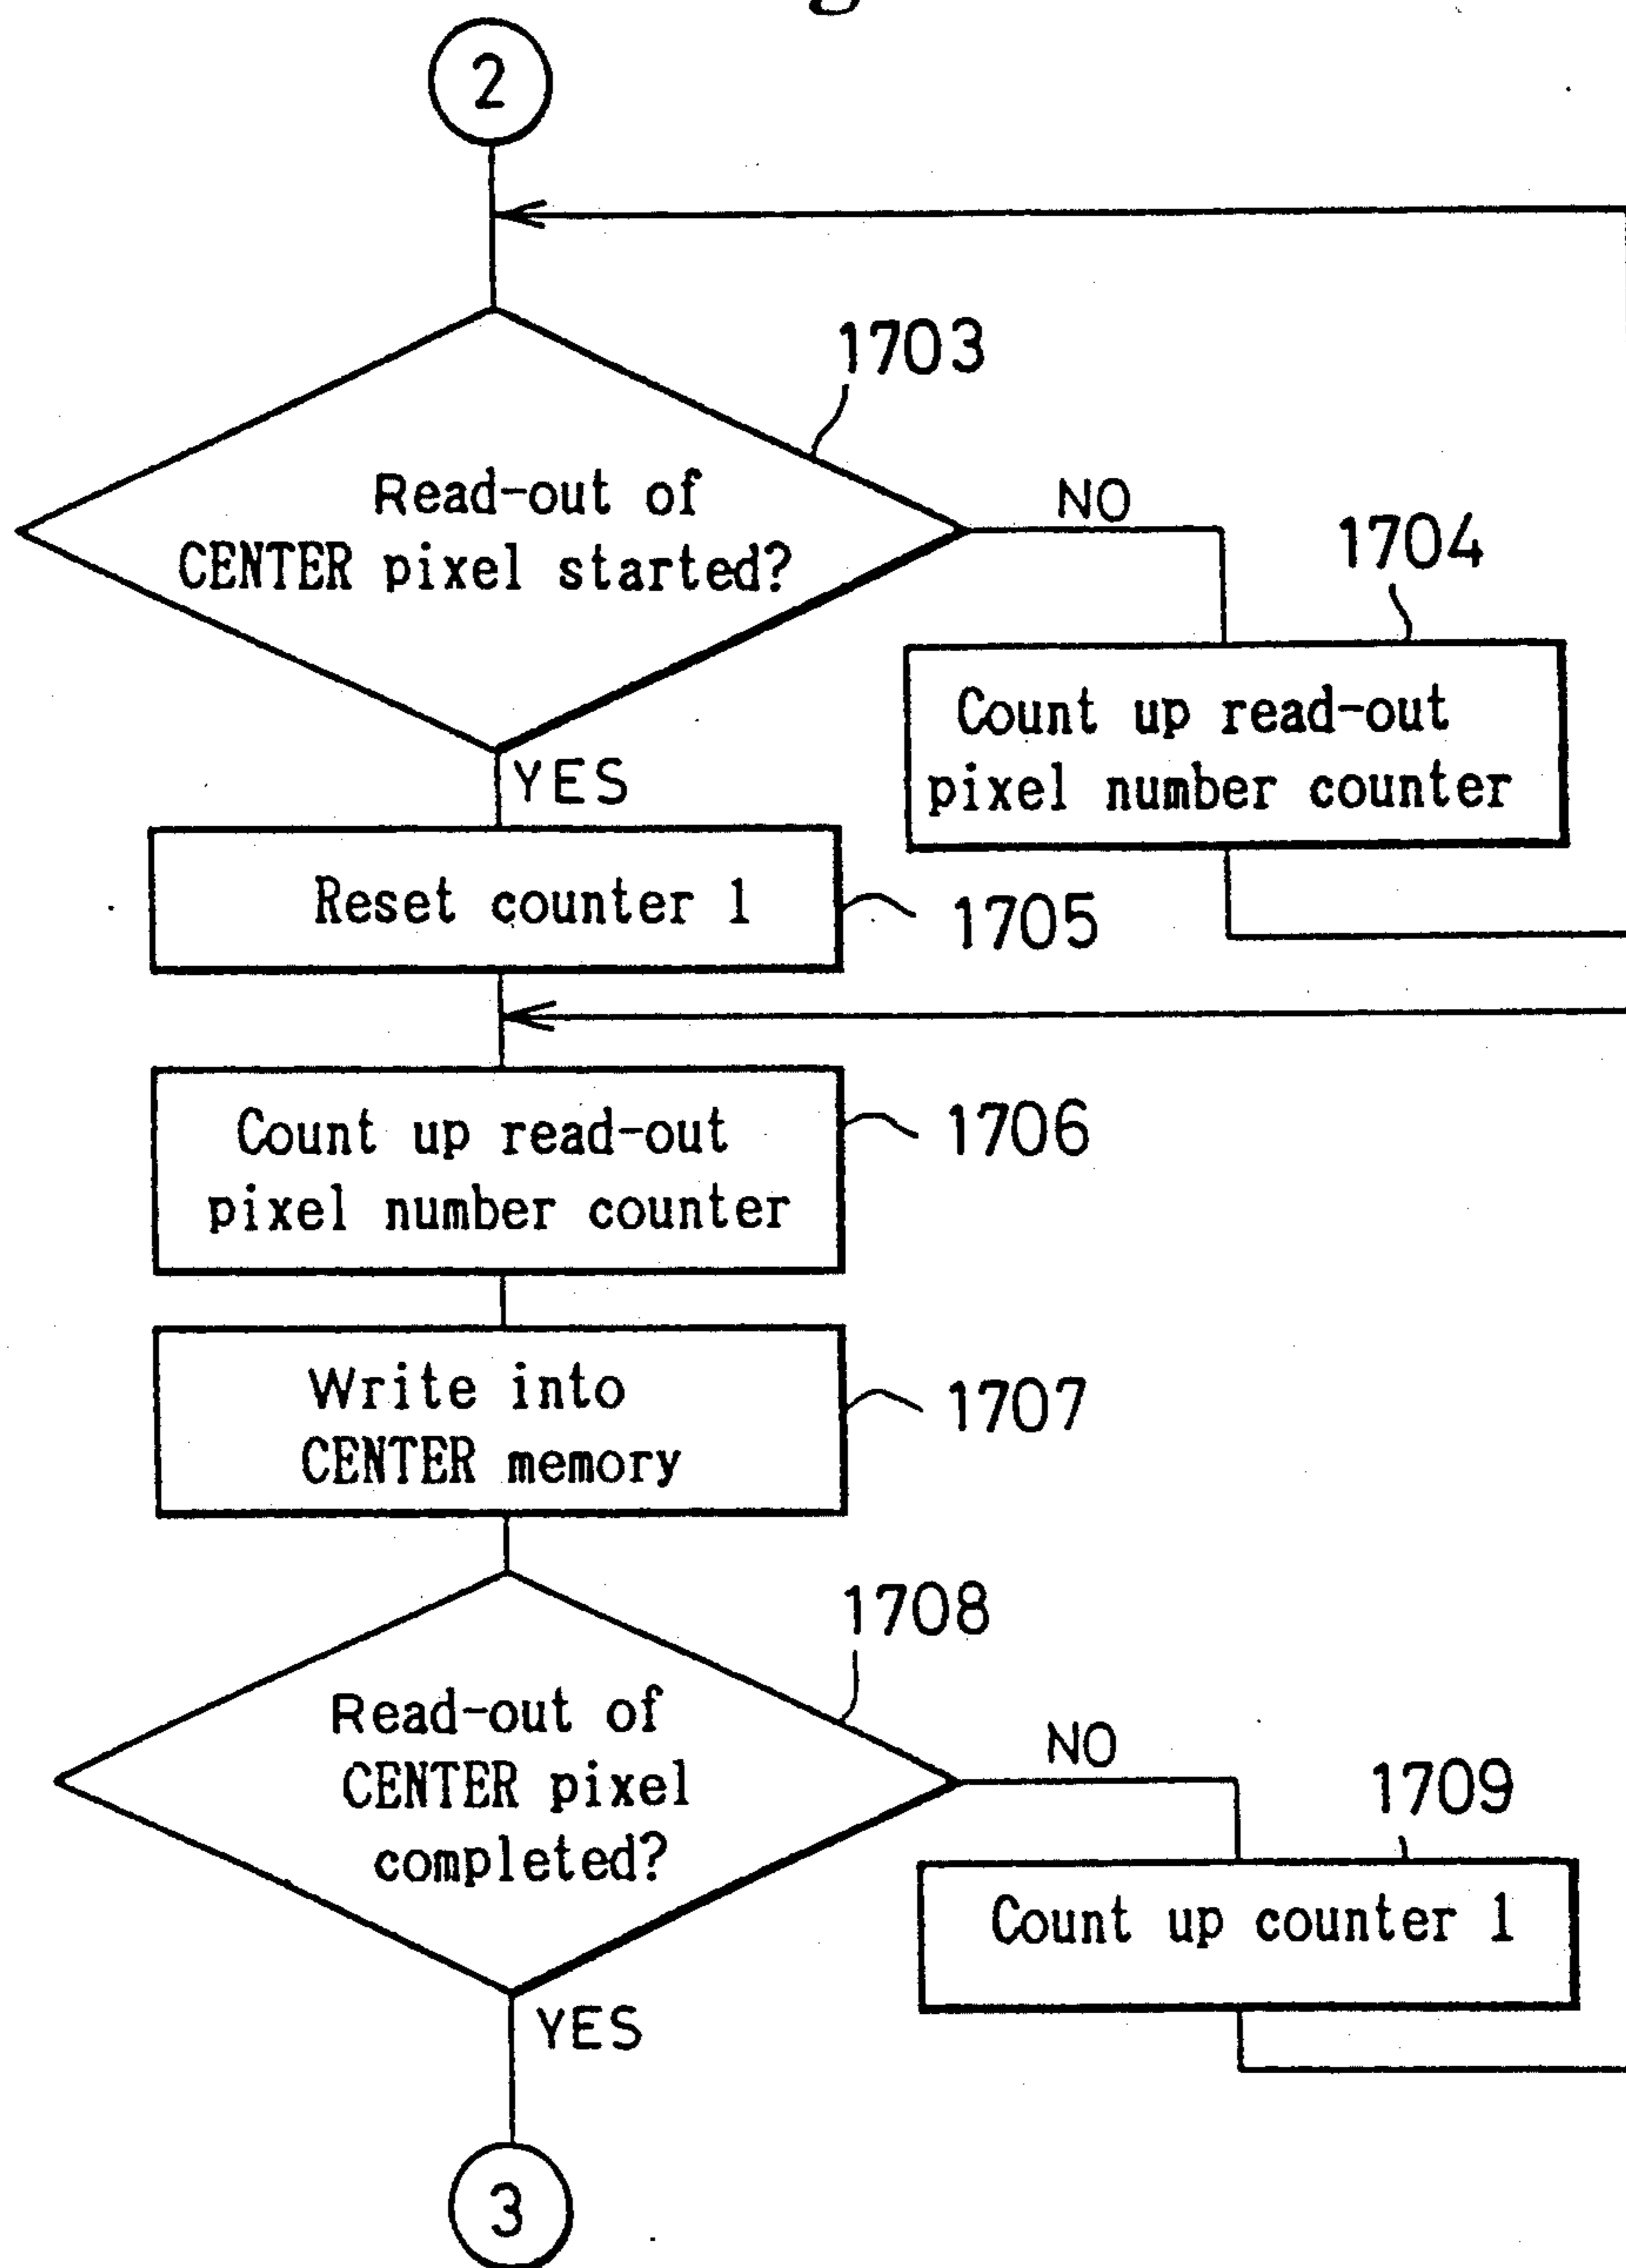 2
1703
Read-out of
CENTER pixel started?
NO
1704
Count up read-out
pixel number counter
YES
Reset counter 1
1705
Count up read-out
pixel number counter
1706
Write into
CENTER memory
1707
1708
Read-out of
CENTER pixel
completed?
NO
1709
Count up counter 1
YES
3